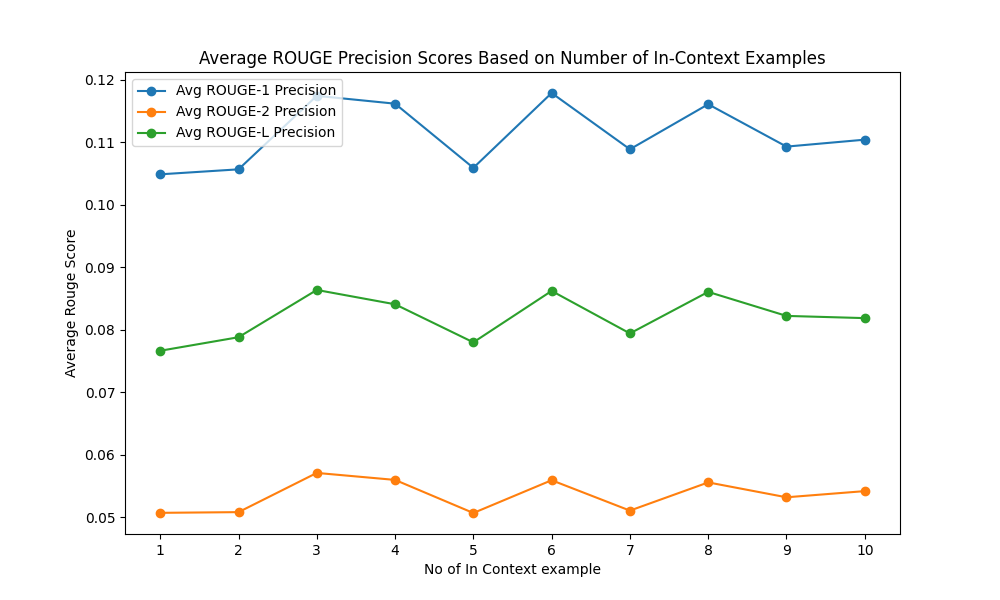 Average ROUGE Precision Scores Based on Number of In-Context Examples
Avg ROUGE-1 Precision
Avg ROUGE-2 Precision
Avg ROUGE-L Precision
Average Rouge Score
0.12
0.11
0.10
0.09
0.08
0.07
0.06
0.05
1 2 3 4 5 6 7 8 9 10
No of In Context example